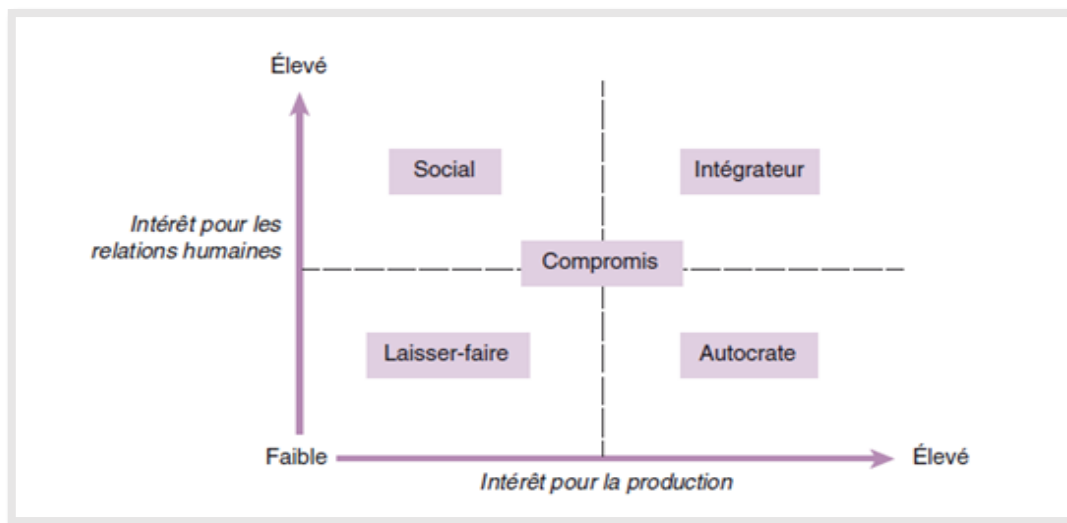 Élevé
Social
Intégrateur
Intérêt pour les
relations humaines
Compromis
Laisser-faire
Autocrate
Faible
Élevé
Intérêt pour la production